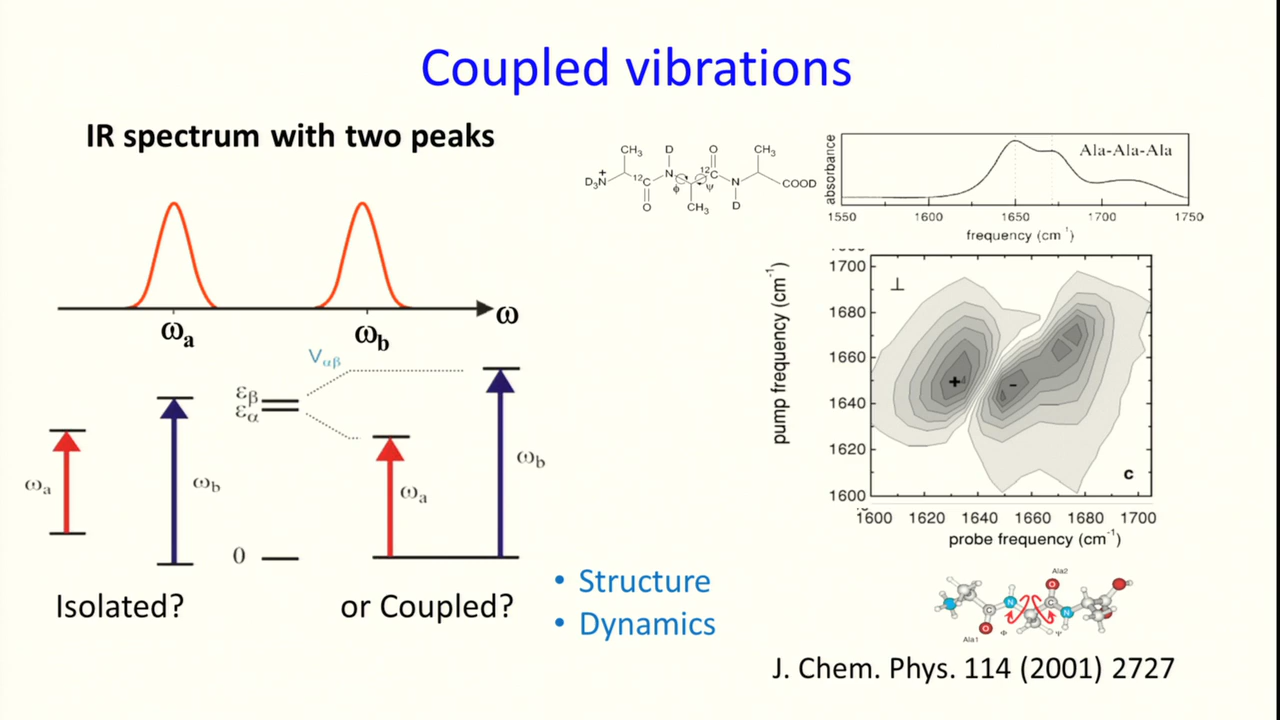 Coupled vibrations
IR spectrum with two peaks
ωa
ωb
ω
Vαβ
εβ
εα
ωa
ωb
ωa
ωb
0
Isolated?
or Coupled?
• Structure
• Dynamics
CH3
D
O
CH3
D3N
+
12C
N
12C
N
COOD
ϕ
ψ
O
CH3
D
absorbance
Ala-Ala-Ala
1550
1600
1650
1700
1750
frequency (cm-1)
pump frequency (cm-1)
1700
1680
1660
1640
1620
1600
⊥
+
-
c
1600
1620
1640
1660
1680
1700
probe frequency (cm-1)
Ala2
O
N
C
C
N
O
Ala1
Φ
Ψ
J. Chem. Phys. 114 (2001) 2727